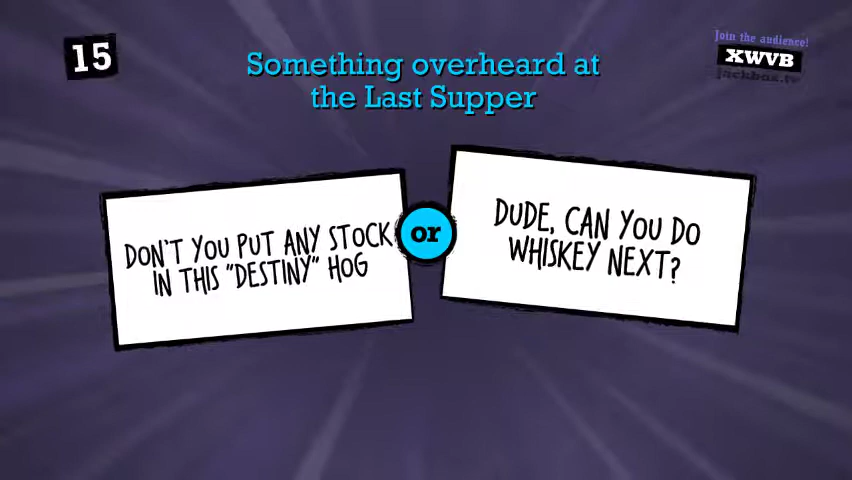 15
Something overheard at
the Last Supper
Join the audience!
XWVB
jackbox.tv
DON'T YOU PUT ANY STOCK
IN THIS "DESTINY" HOG
or
DUDE, CAN YOU DO
WHISKEY NEXT?